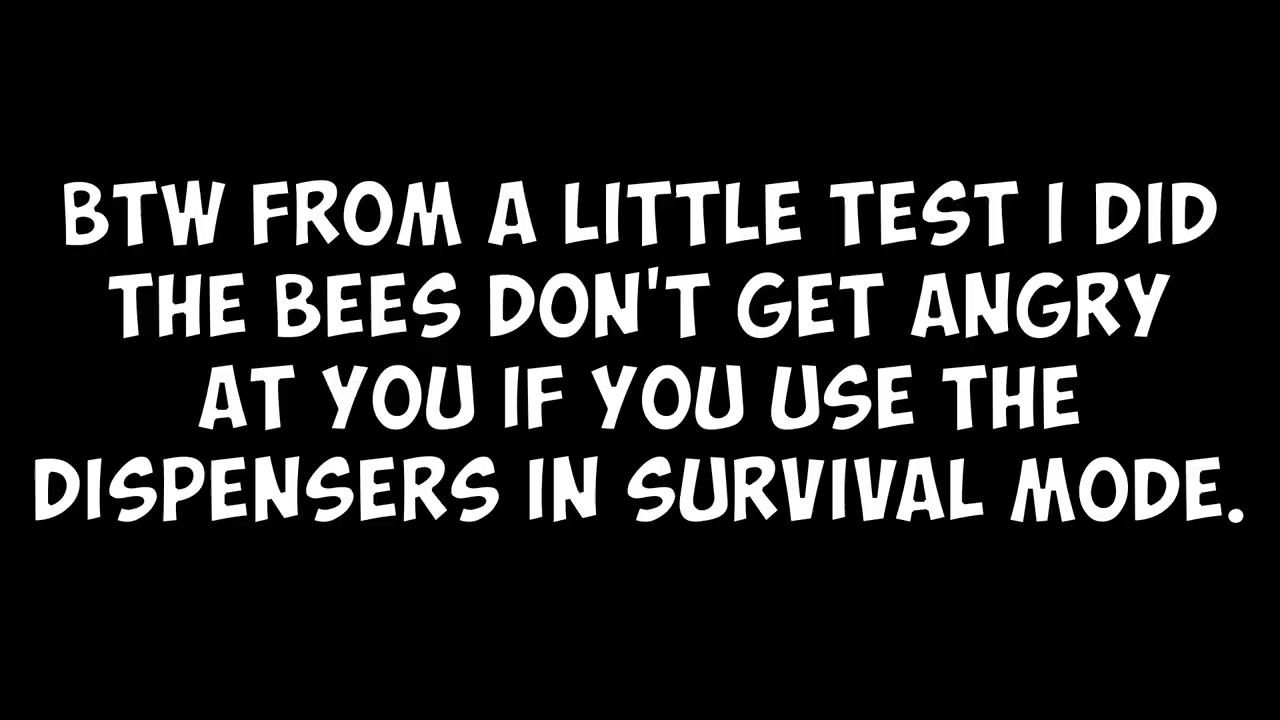 BTW FROM A LITTLE TEST I DID
THE BEES DON'T GET ANGRY
AT YOU IF YOU USE THE
DISPENSERS IN SURVIVAL MODE.